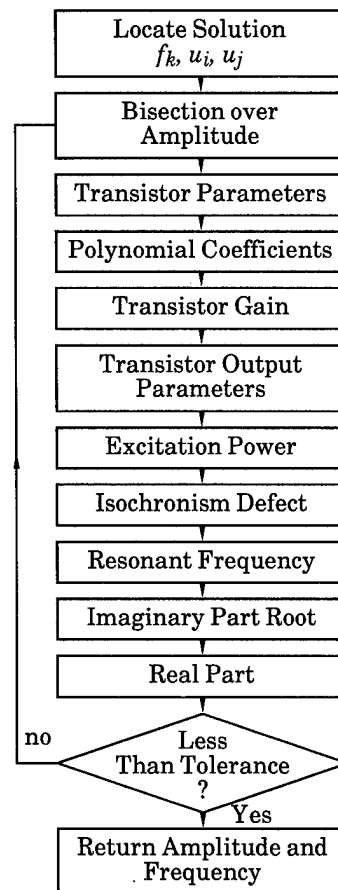 Locate Solution
f_k, u_i, u_j
Bisection over
Amplitude
Transistor Parameters
Polynomial Coefficients
Transistor Gain
Transistor Output
Parameters
Excitation Power
Isochronism Defect
Resonant Frequency
Imaginary Part Root
Real Part
no
Less
Than Tolerance
?
Yes
Return Amplitude and
Frequency